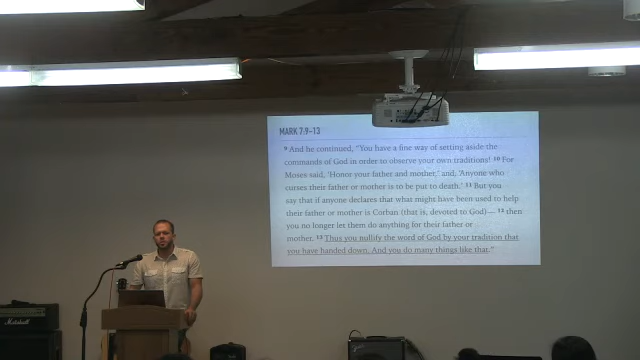 MARK 7.9–13
9 And he continued, “You have a fine way of setting aside the
commands of God in order to observe your own traditions! 10 For
Moses said, ‘Honor your father and mother,’ and, ‘Anyone who
curses their father or mother is to be put to death.’ 11 But you
say that if anyone declares that what might have been used to help
their father or mother is Corban (that is, devoted to God)— 12 then
you no longer let them do anything for their father or
mother. 13 Thus you nullify the word of God by your tradition that
you have handed down. And you do many things like that.”
Marshall